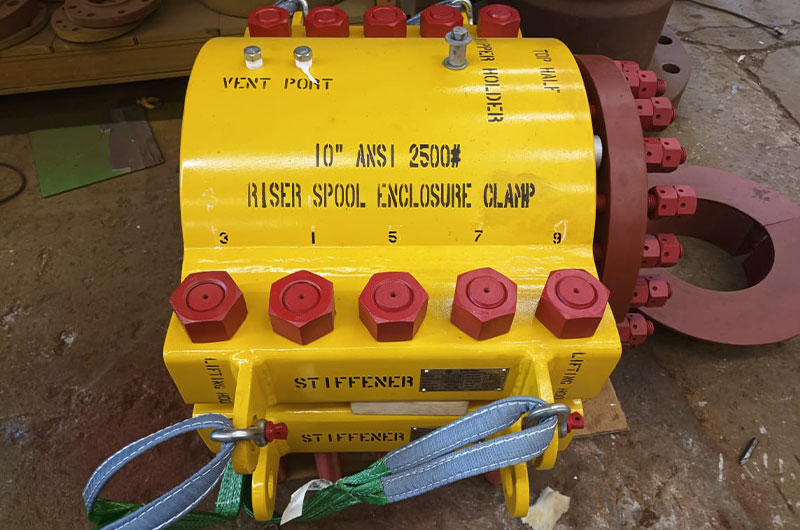 VENT PORT
UPPER HOLIDER
TOP HALF
10" ANSI 2500#
RISER SPOOL ENCLOSURE CLAMP
3 1 5 7 9
LIFTING
STIFFENER
LIFTING
STIFFENER